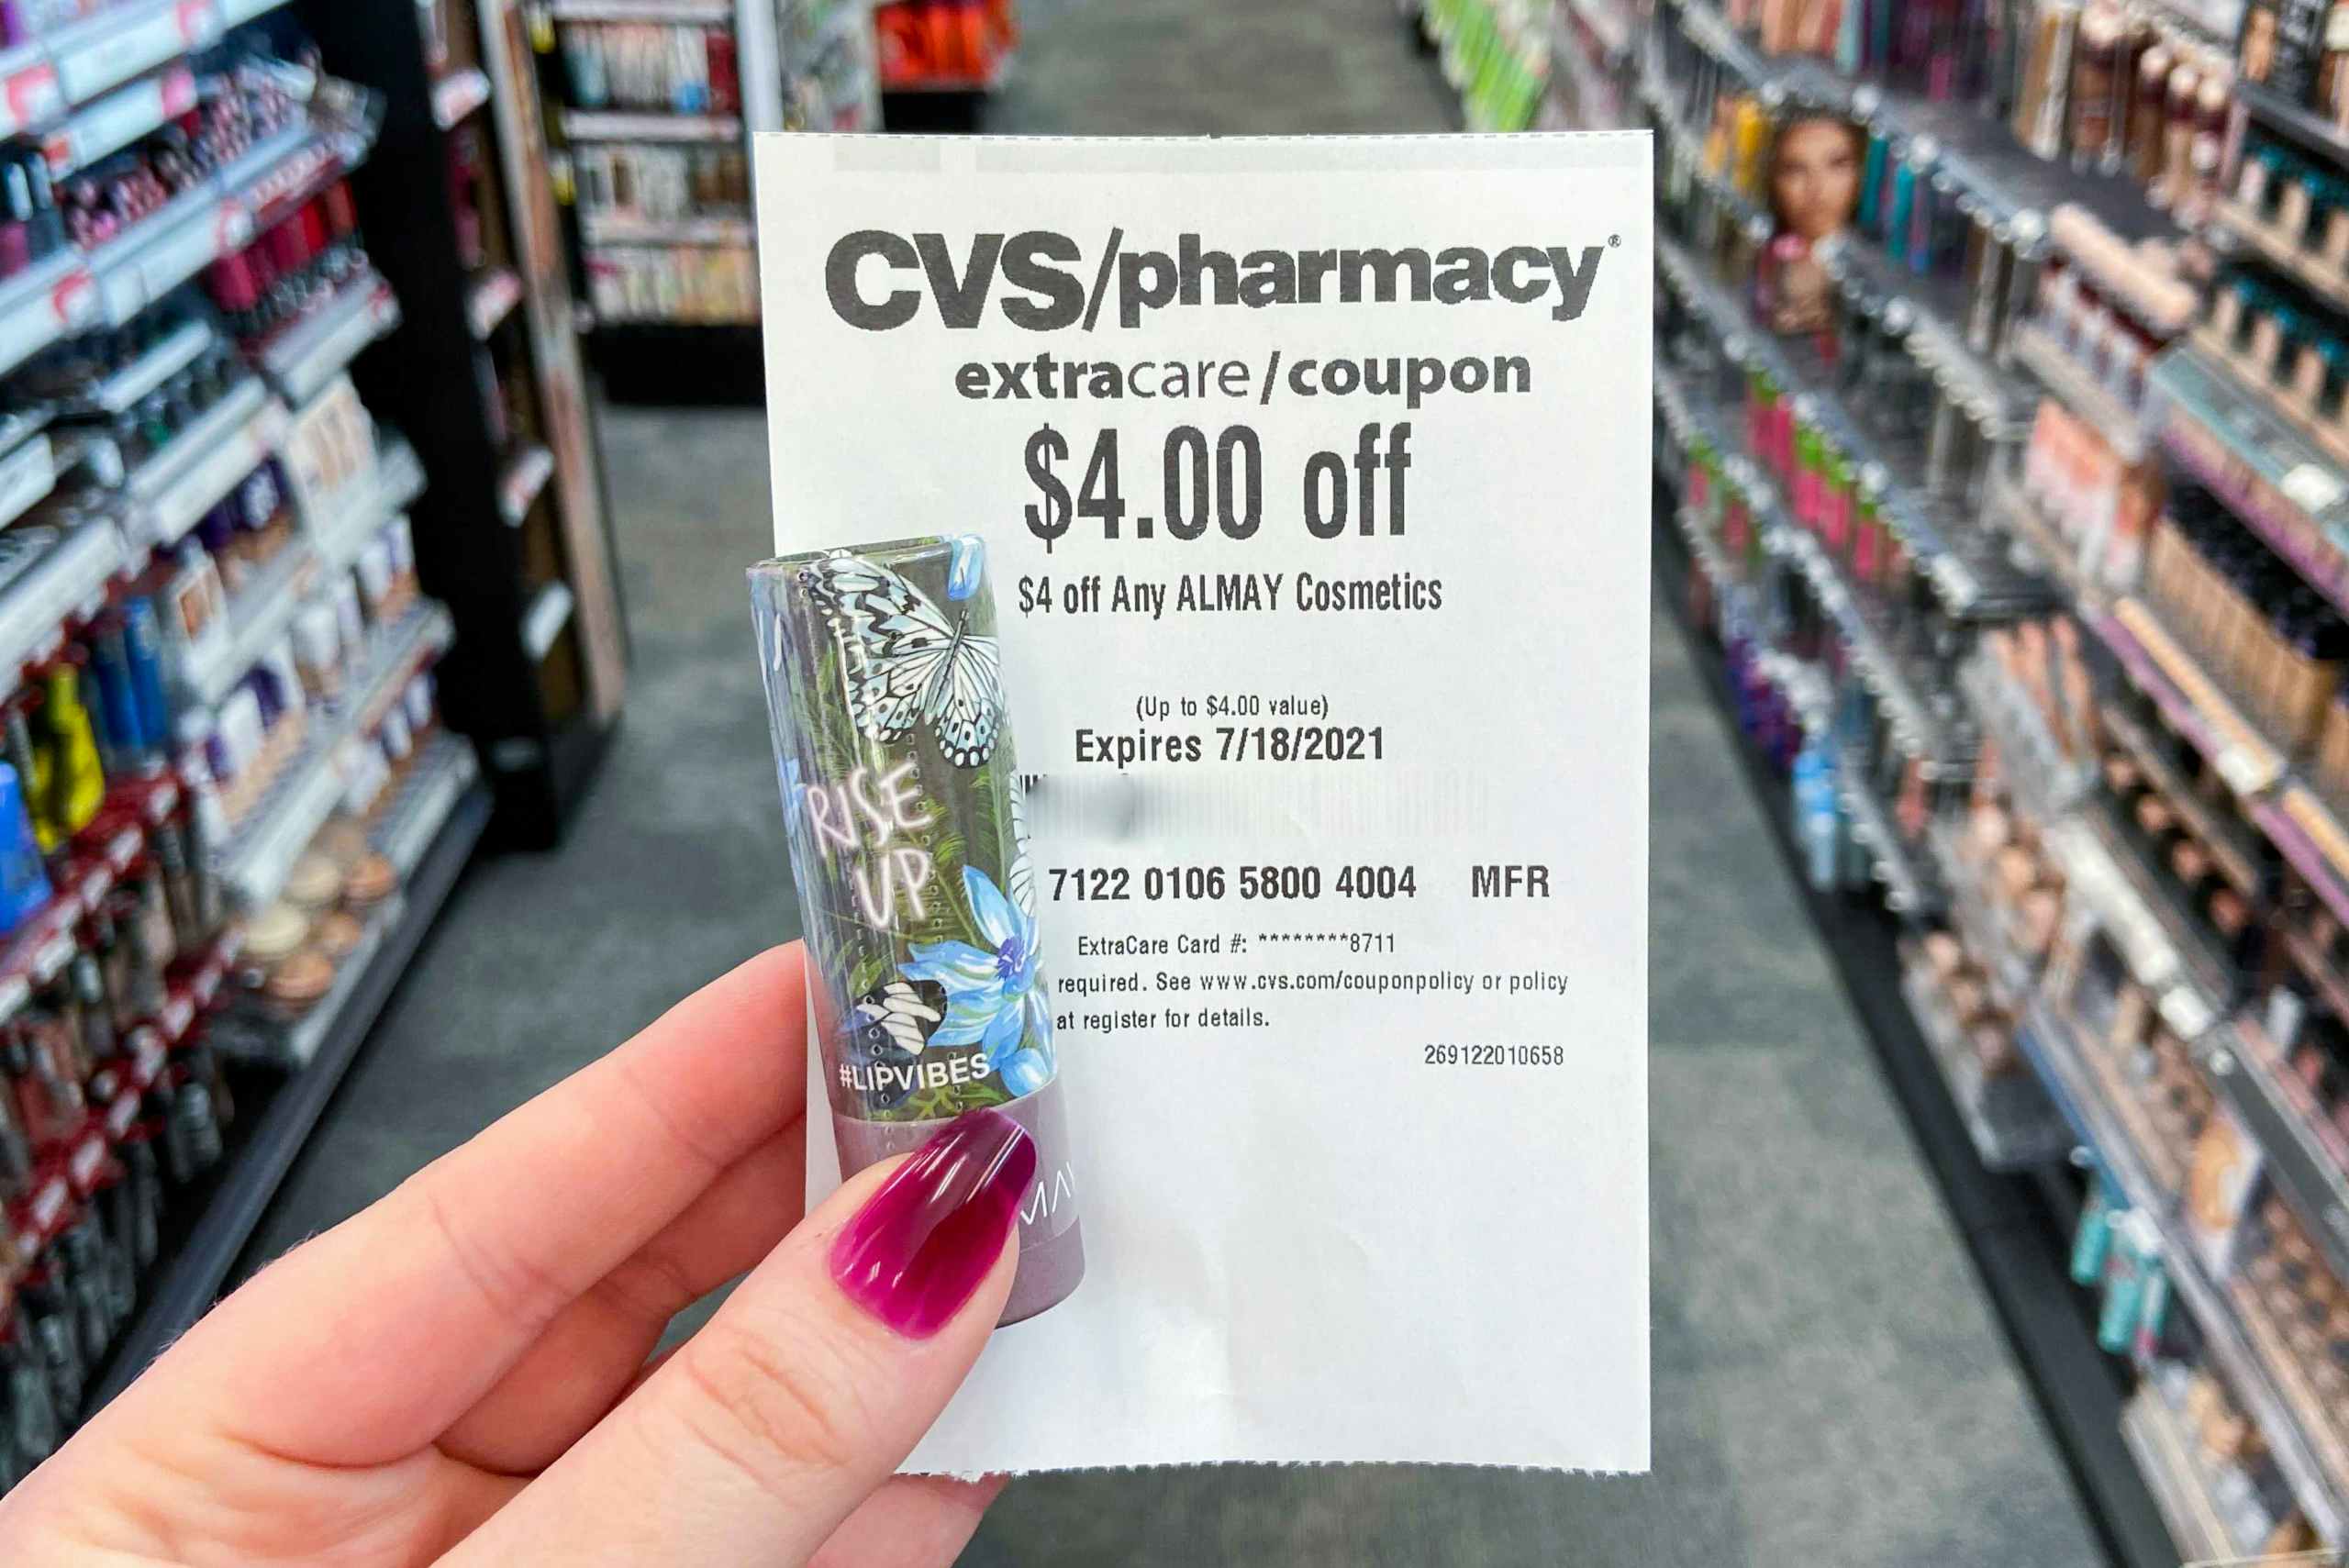 CVS/pharmacy®
extracare/coupon
$4.00 off
$4 off Any ALMAY Cosmetics
(Up to $4.00 value)
Expires 7/18/2021
7122 0106 5800 4004 MFR
ExtraCare Card #: ********8711
required. See www.cvs.com/couponpolicy or policy
at register for details.
269122010658
RISE
UP
#LIPVIBES